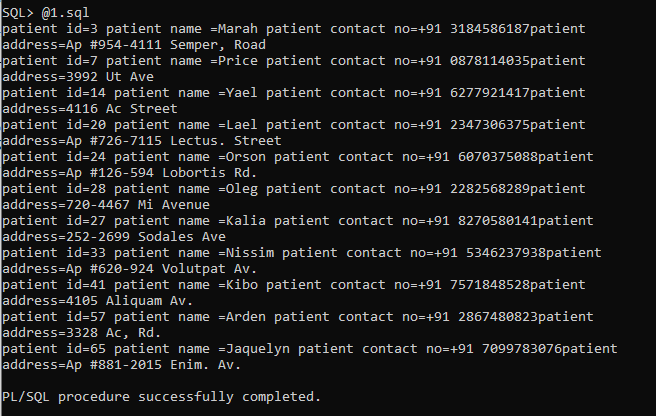 SQL> @1.sql
patient id=3 patient name =Marah patient contact no=+91 3184586187patient
address=Ap #954-4111 Semper, Road
patient id=7 patient name =Price patient contact no=+91 0878114035patient
address=3992 Ut Ave
patient id=14 patient name =Yael patient contact no=+91 6277921417patient
address=4116 Ac Street
patient id=20 patient name =Lael patient contact no=+91 2347306375patient
address=Ap #726-7115 Lectus. Street
patient id=24 patient name =Orson patient contact no=+91 6070375088patient
address=Ap #126-594 Lobortis Rd.
patient id=28 patient name =Oleg patient contact no=+91 2282568289patient
address=720-4467 Mi Avenue
patient id=27 patient name =Kalia patient contact no=+91 8270580141patient
address=252-2699 Sodales Ave
patient id=33 patient name =Nissim patient contact no=+91 5346237938patient
address=Ap #620-924 Volutpat Av.
patient id=41 patient name =Kibo patient contact no=+91 7571848528patient
address=4105 Aliquam Av.
patient id=57 patient name =Arden patient contact no=+91 2867480823patient
address=3328 Ac, Rd.
patient id=65 patient name =Jaquelyn patient contact no=+91 7099783076patient
address=Ap #881-2015 Enim. Av.

PL/SQL procedure successfully completed.